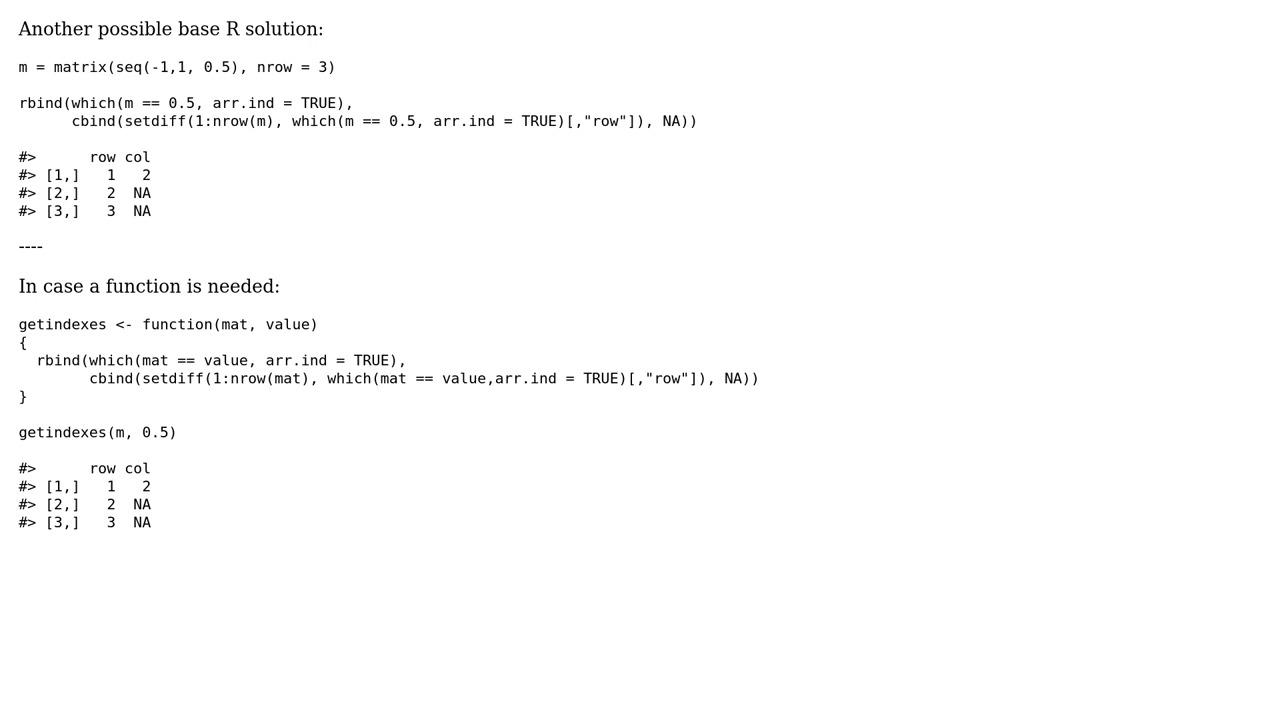 Another possible base R solution:
m = matrix(seq(-1,1, 0.5), nrow = 3)
rbind(which(m == 0.5, arr.ind = TRUE),
      cbind(setdiff(1:nrow(m), which(m == 0.5, arr.ind = TRUE)[,"row"]), NA))
#>      row col
#> [1,]   1   2
#> [2,]   2  NA
#> [3,]   3  NA
----
In case a function is needed:
getindexes <- function(mat, value)
{
  rbind(which(mat == value, arr.ind = TRUE),
        cbind(setdiff(1:nrow(mat), which(mat == value,arr.ind = TRUE)[,"row"]), NA))
}
getindexes(m, 0.5)
#>      row col
#> [1,]   1   2
#> [2,]   2  NA
#> [3,]   3  NA